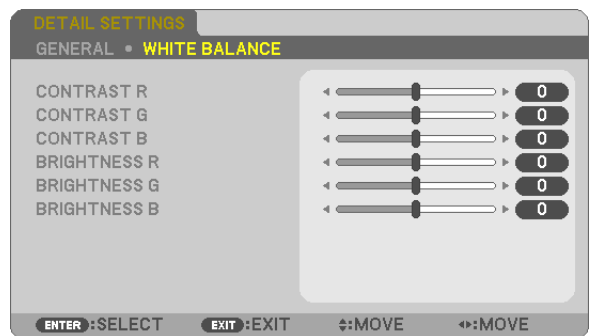 DETAIL SETTINGS
GENERAL • WHITE BALANCE
CONTRAST R 0
CONTRAST G 0
CONTRAST B 0
BRIGHTNESS R 0
BRIGHTNESS G 0
BRIGHTNESS B 0
ENTER :SELECT EXIT :EXIT :MOVE :MOVE